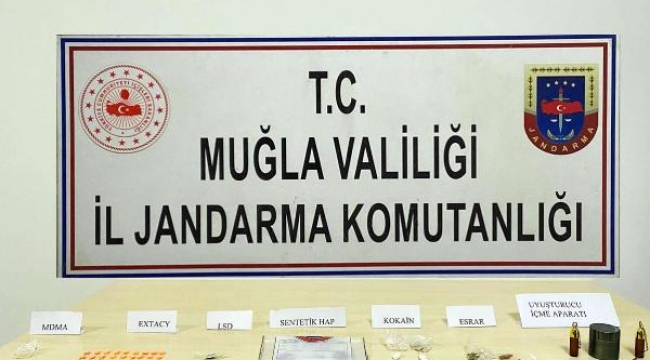 T.C.
MUĞLA VALİLİĞİ
İL JANDARMA KOMUTANLIĞI
JANDARMA
MDMA
EXTACY
LSD
SENTETİK HAP
KOKAİN
ESRAR
UYUŞTURUCU
İÇME APARATI